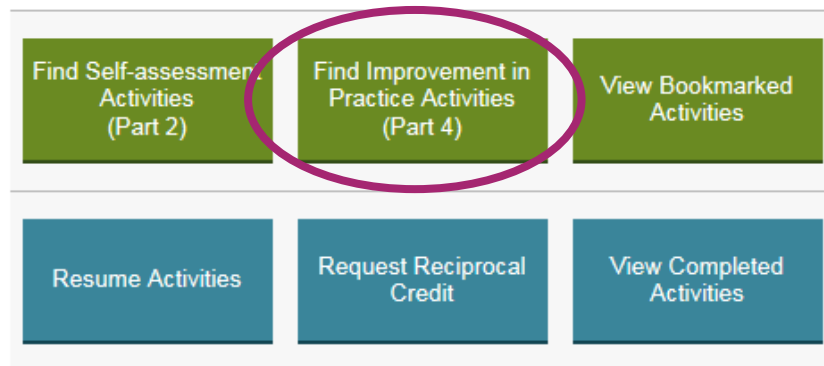 Find Self-assessment
Activities
(Part 2)
Find Improvement in
Practice Activities
(Part 4)
View Bookmarked
Activities
Resume Activities
Request Reciprocal
Credit
View Completed
Activities